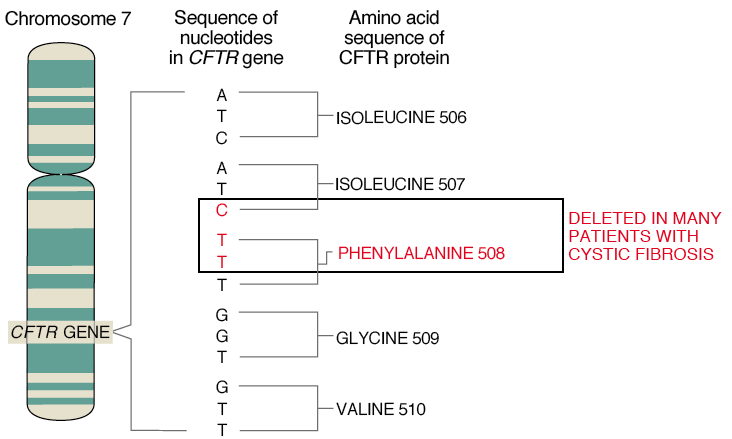 Chromosome 7
Sequence of
nucleotides
in CFTR gene
Amino acid
sequence of
CFTR protein
A
T
C
ISOLEUCINE 506
A
T
C
ISOLEUCINE 507
T
T
T
PHENYLALANINE 508
DELETED IN MANY
PATIENTS WITH
CYSTIC FIBROSIS
CFTR GENE
G
G
T
GLYCINE 509
G
T
T
VALINE 510